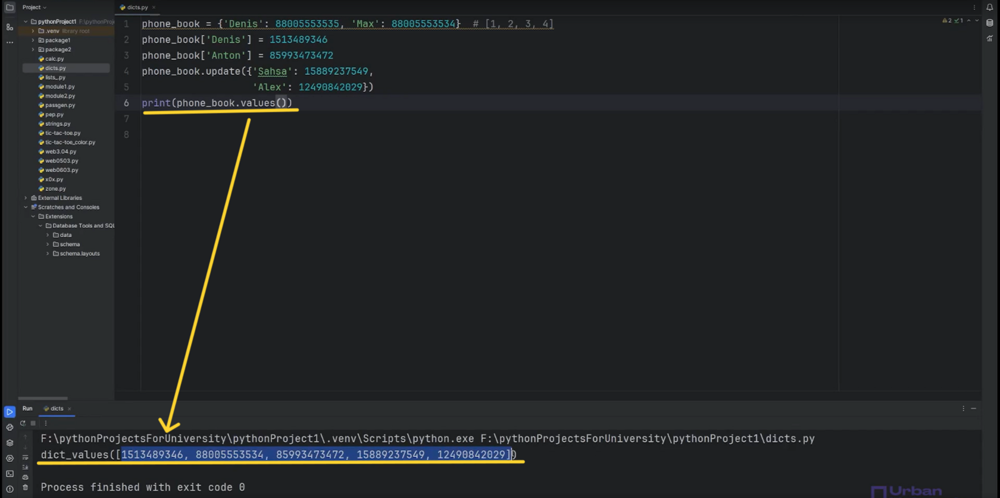 Project
dicts.py
pythonProject1 F:\pythonProj
.venv library root
package1
package2
calc.py
dicts.py
lists_.py
module1.py
module2.py
passgen.py
pep.py
strings.py
tic-tac-toe.py
tic-tac-toe_color.py
web3.04.py
web0503.py
web0603.py
x0x.py
zone.py
External Libraries
Scratches and Consoles
Extensions
Database Tools and SQL
data
schema
schema.layouts
1 phone_book = {'Denis': 88005553535, 'Max': 88005553534} # [1, 2, 3, 4]
2 phone_book['Denis'] = 1513489346
3 phone_book['Anton'] = 85993473472
4 phone_book.update({'Sahsa': 15889237549,
5 'Alex': 12490842029})
6 print(phone_book.values())
7
8
2 1
Run dicts
F:\pythonProjectsForUniversity\pythonProject1\.venv\Scripts\python.exe F:\pythonProjectsForUniversity\pythonProject1\dicts.py
dict_values([1513489346, 88005553534, 85993473472, 15889237549, 12490842029])
Process finished with exit code 0
Urban